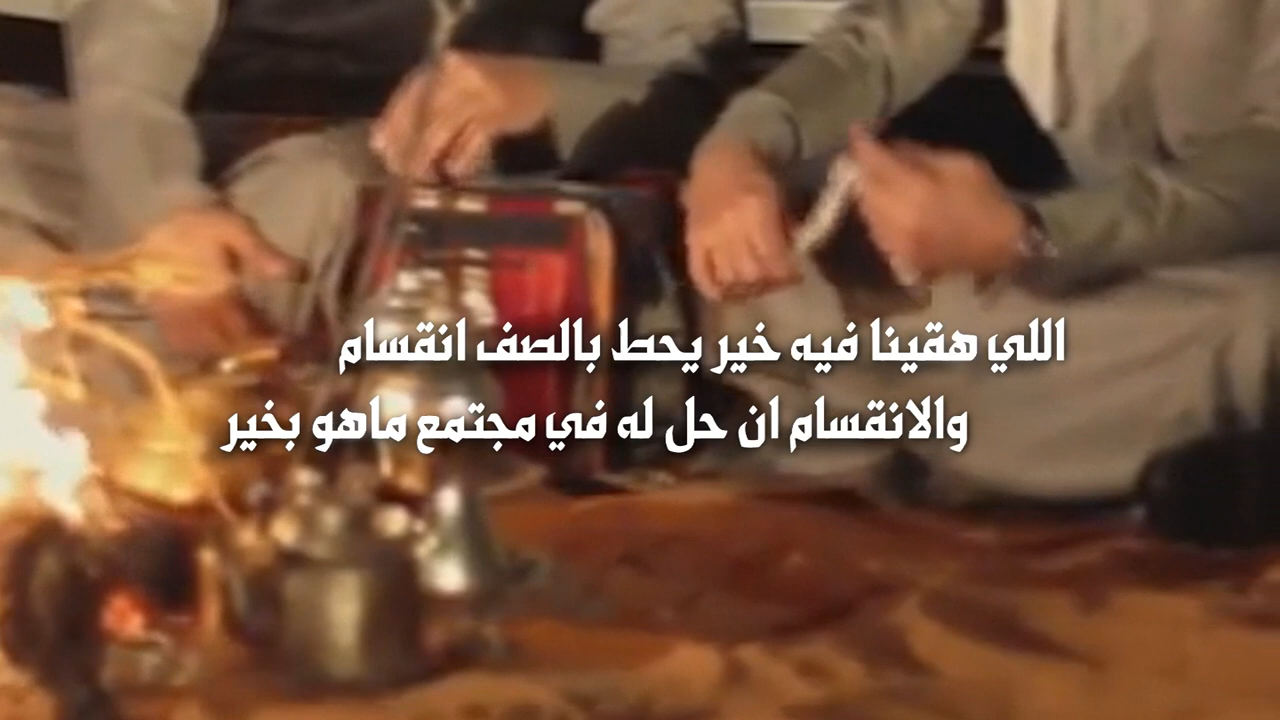 اللي هقينا فيه خير يحط بالصف انقسام
والانقسام ان حل له في مجتمع ماهو بخير